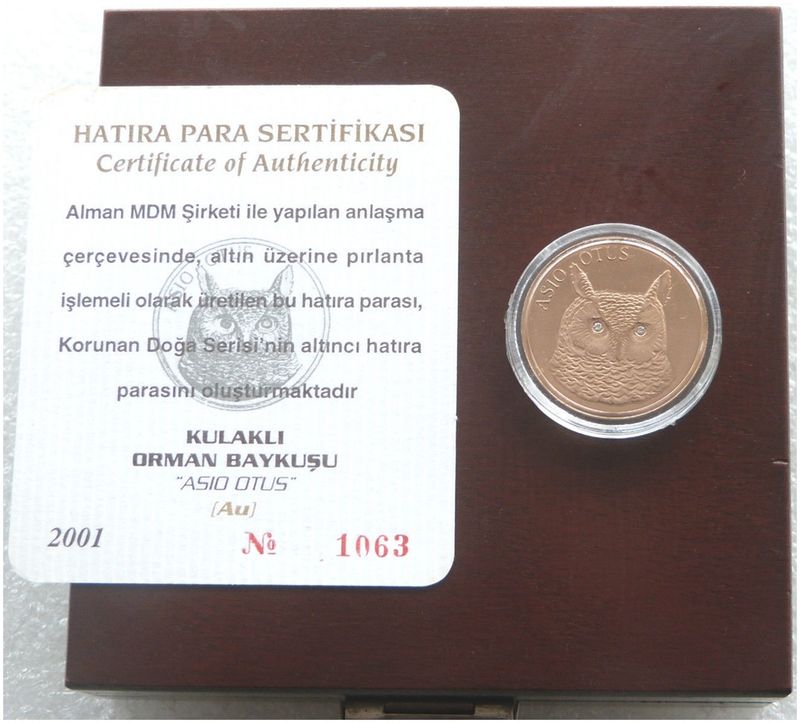 HATIRA PARA SERTİFİKASI
Certificate of Authenticity
Alman MDM Şirketi ile yapılan anlaşma
çerçevesinde, altın üzerine pırlanta
işlemeli olarak üretilen bu hatıra parası,
Korunan Doğa Serisi'nin altıncı hatıra
parasını oluşturmaktadır
KULAKLI
ORMAN BAYKUŞU
"ASIO OTUS"
[Au]
2001 № 1063
ASIO OTUS